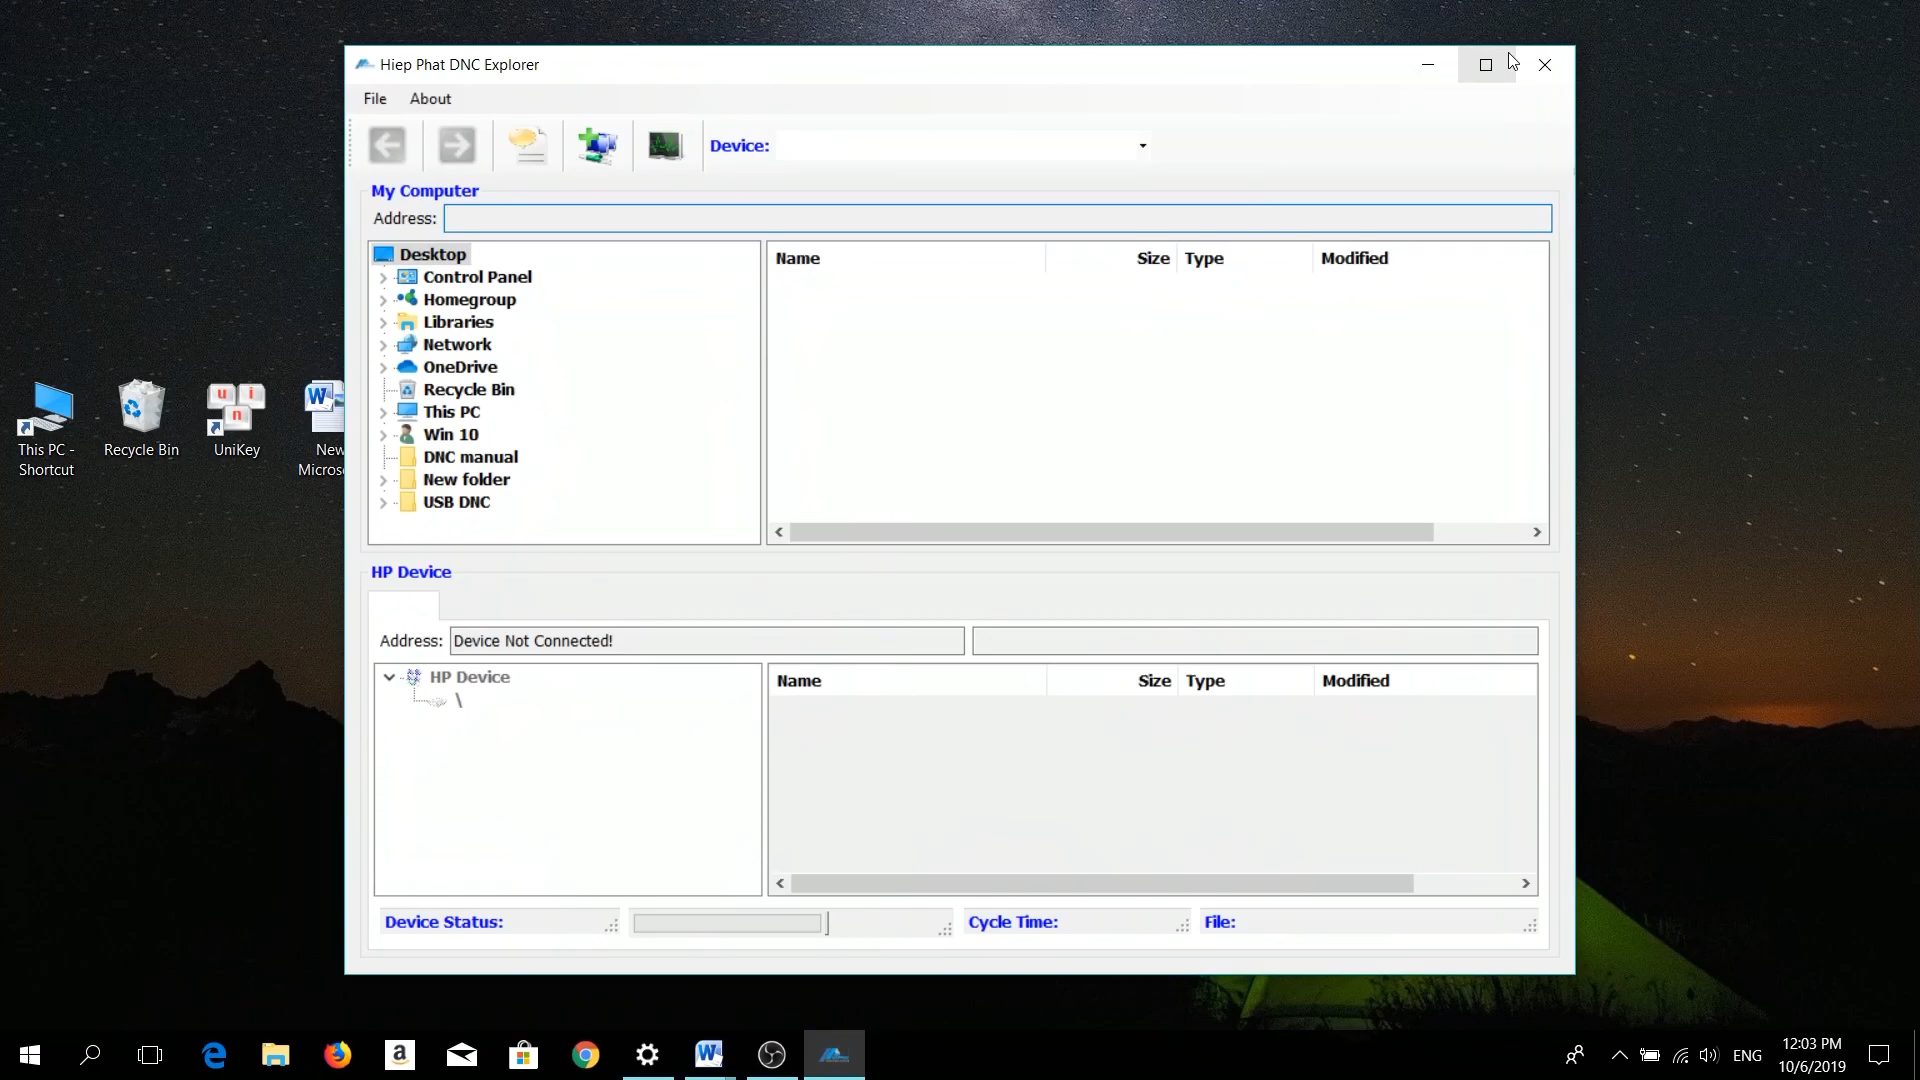 Hiep Phat DNC Explorer
File About
Device:
My Computer
Address:
Desktop
Control Panel
Homegroup
Libraries
Network
OneDrive
Recycle Bin
This PC
Win 10
DNC manual
New folder
USB DNC
Name Size Type Modified
This PC -
Shortcut
Recycle Bin
u i
n
UniKey
W
New
Micros
HP Device
Address: Device Not Connected!
HP Device
\
Name Size Type Modified
Device Status:
Cycle Time:
File:
a
W
ENG
12:03 PM
10/6/2019